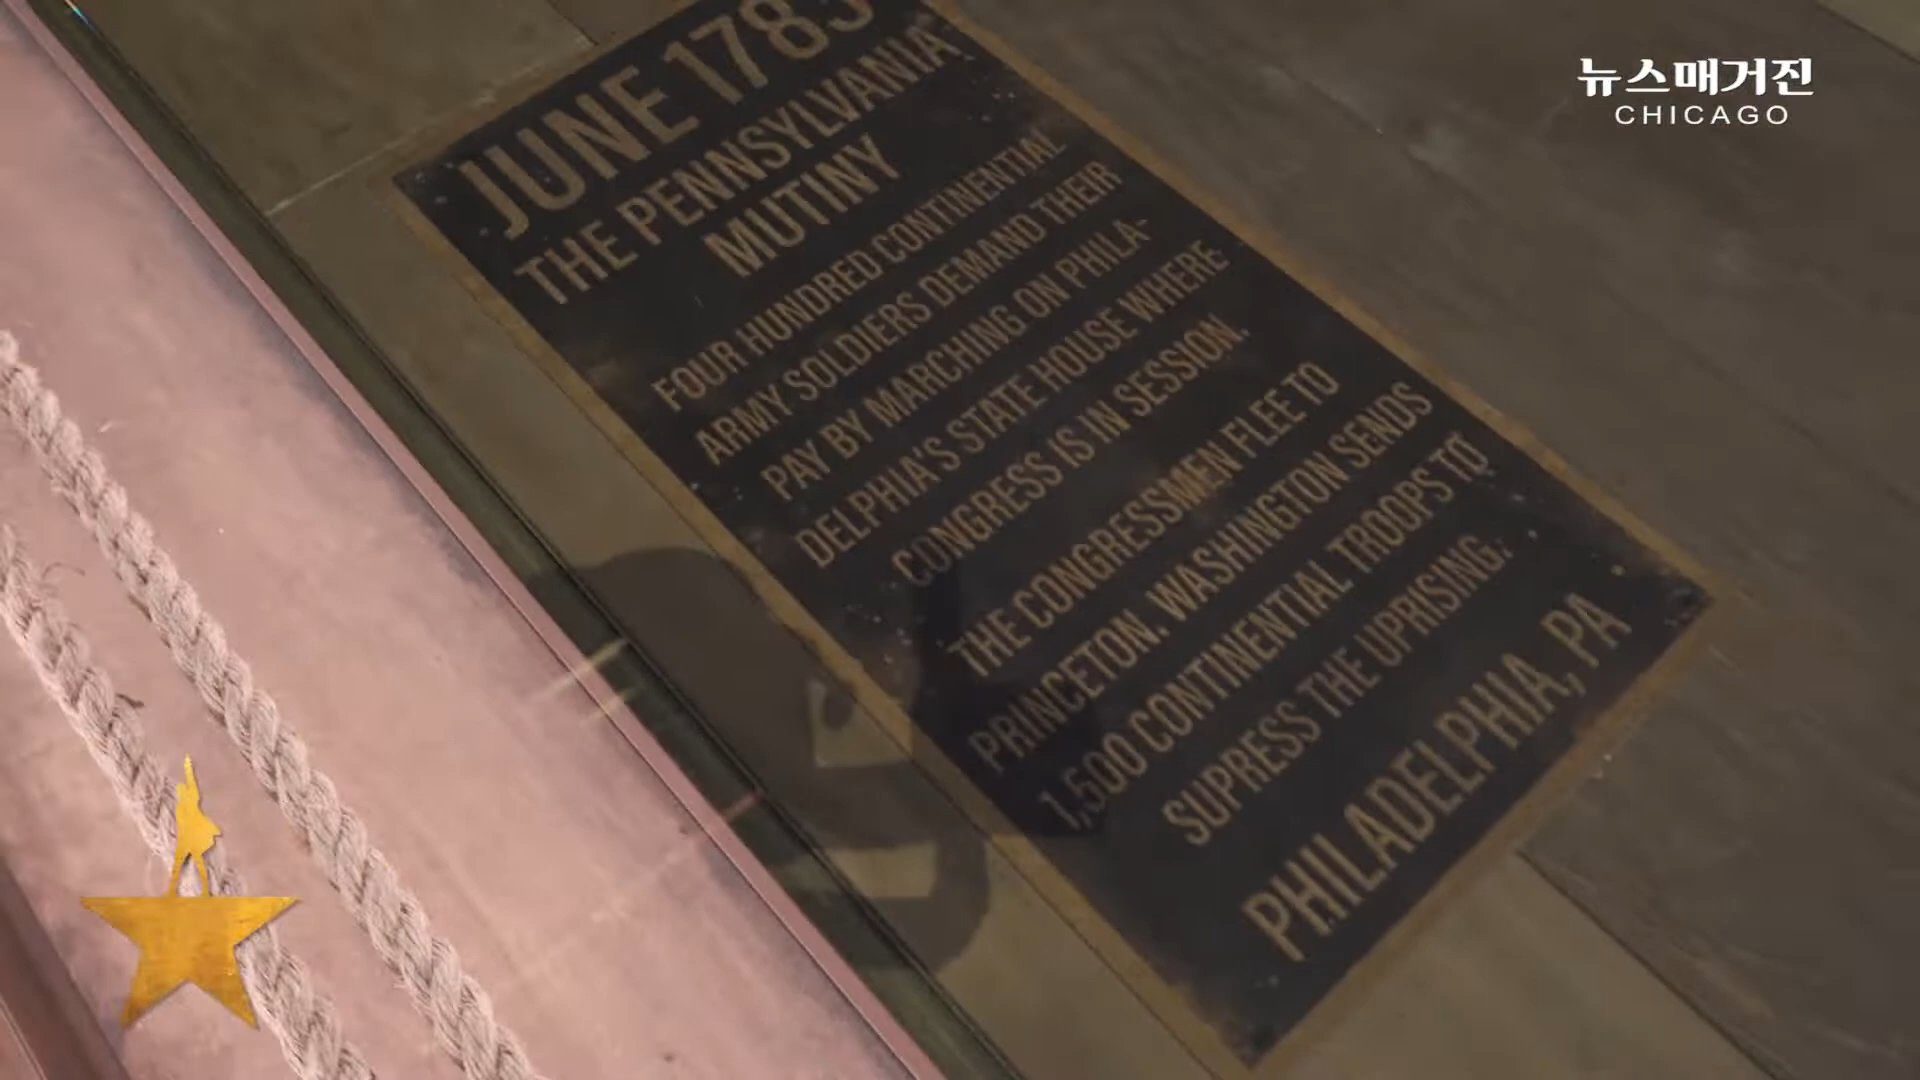 JUNE 1783
THE PENNSYLVANIA
MUTINY
FOUR HUNDRED CONTINENTIAL
ARMY SOLDIERS DEMAND THEIR
PAY BY MARCHING ON PHILA-
DELPHIA'S STATE HOUSE WHERE
CONGRESS IS IN SESSION.
THE CONGRESSMEN FLEE TO
PRINCETON. WASHINGTON SENDS
1,500 CONTINENTIAL TROOPS TO
SUPRESS THE UPRISING.
PHILADELPHIA, PA
뉴스매거진
CHICAGO